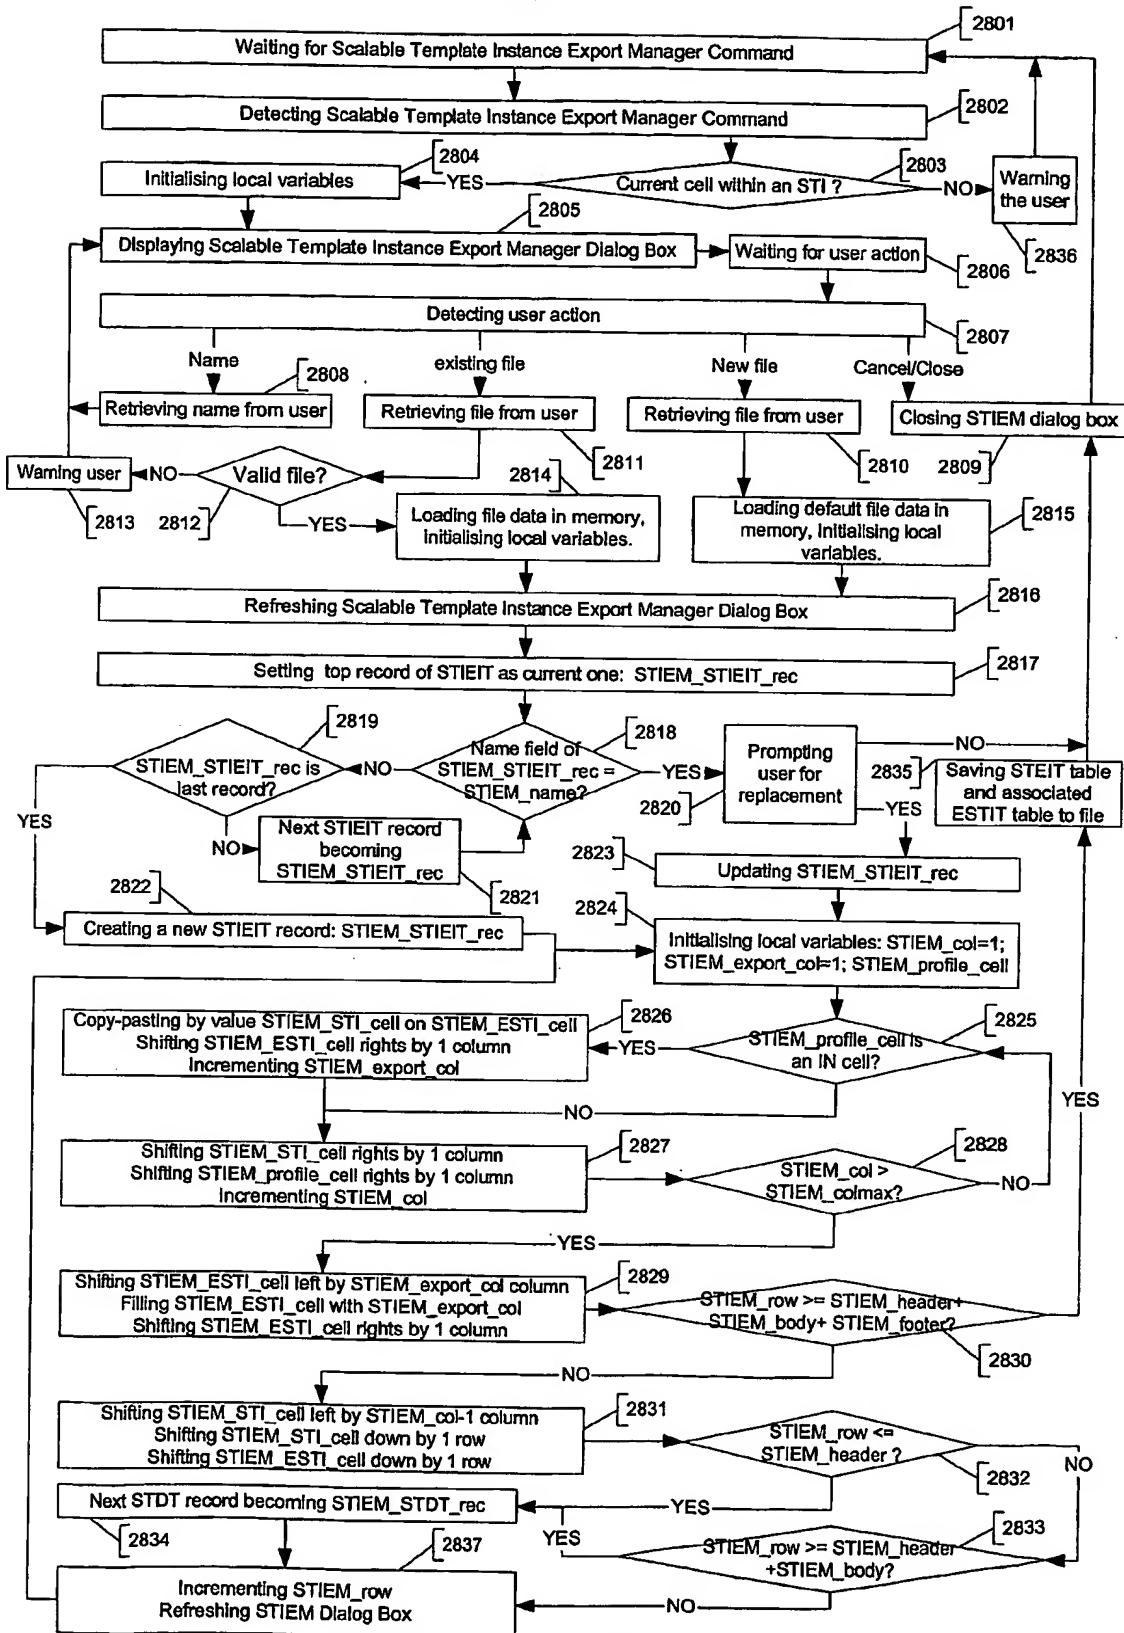 2801
Waiting for Scalable Template Instance Export Manager Command
2802
Detecting Scalable Template Instance Export Manager Command
2804
2803
Initialising local variables
YES
Current cell within an STI ?
NO
Warning
the user
2805
Displaying Scalable Template Instance Export Manager Dialog Box
Waiting for user action
2836
2806
Detecting user action
2807
Name
existing file
New file
Cancel/Close
2808
Retrieving name from user
Retrieving file from user
Retrieving file from user
Closing STIEM dialog box
2811
2810
2809
Warning user
NO
Valid file?
2814
2813
2812
YES
Loading file data in memory,
initialising local variables.
Loading default file data in
memory, initialising local
variables.
2815
Refreshing Scalable Template Instance Export Manager Dialog Box
2816
Setting top record of STIEIT as current one: STIEM_STIEIT_rec
2817
2819
2818
STIEM_STIEIT_rec is
last record?
NO
Name field of
STIEM_STIEIT_rec =
STIEM_name?
YES
Prompting
user for
replacement
NO
2835
2820
Saving STEIT table
and associated
ESTIT table to file
YES
YES
NO
Next STIEIT record
becoming
STIEM_STIEIT_rec
2821
2823
Updating STIEM_STIEIT_rec
2822
Creating a new STIEIT record: STIEM_STIEIT_rec
2824
Initialising local variables: STIEM_col=1;
STIEM_export_col=1; STIEM_profile_cell
2826
Copy-pasting by value STIEM_STI_cell on STIEM_ESTI_cell
Shifting STIEM_ESTI_cell rights by 1 column
Incrementing STIEM_export_col
YES
STIEM_profile_cell is
an IN cell?
2825
NO
YES
2827
Shifting STIEM_STI_cell rights by 1 column
Shifting STIEM_profile_cell rights by 1 column
Incrementing STIEM_col
2828
STIEM_col >
STIEM_colmax?
NO
YES
2829
Shifting STIEM_ESTI_cell left by STIEM_export_col column
Filling STIEM_ESTI_cell with STIEM_export_col
Shifting STIEM_ESTI_cell rights by 1 column
STIEM_row >= STIEM_header+
STIEM_body+ STIEM_footer?
2830
NO
2831
Shifting STIEM_STI_cell left by STIEM_col-1 column
Shifting STIEM_STI_cell down by 1 row
Shifting STIEM_ESTI_cell down by 1 row
STIEM_row <=
STIEM_header ?
2832
NO
Next STDT record becoming STIEM_STDT_rec
YES
2834
2837
YES
2833
STIEM_row >= STIEM_header
+STIEM_body?
Incrementing STIEM_row
Refreshing STIEM Dialog Box
NO